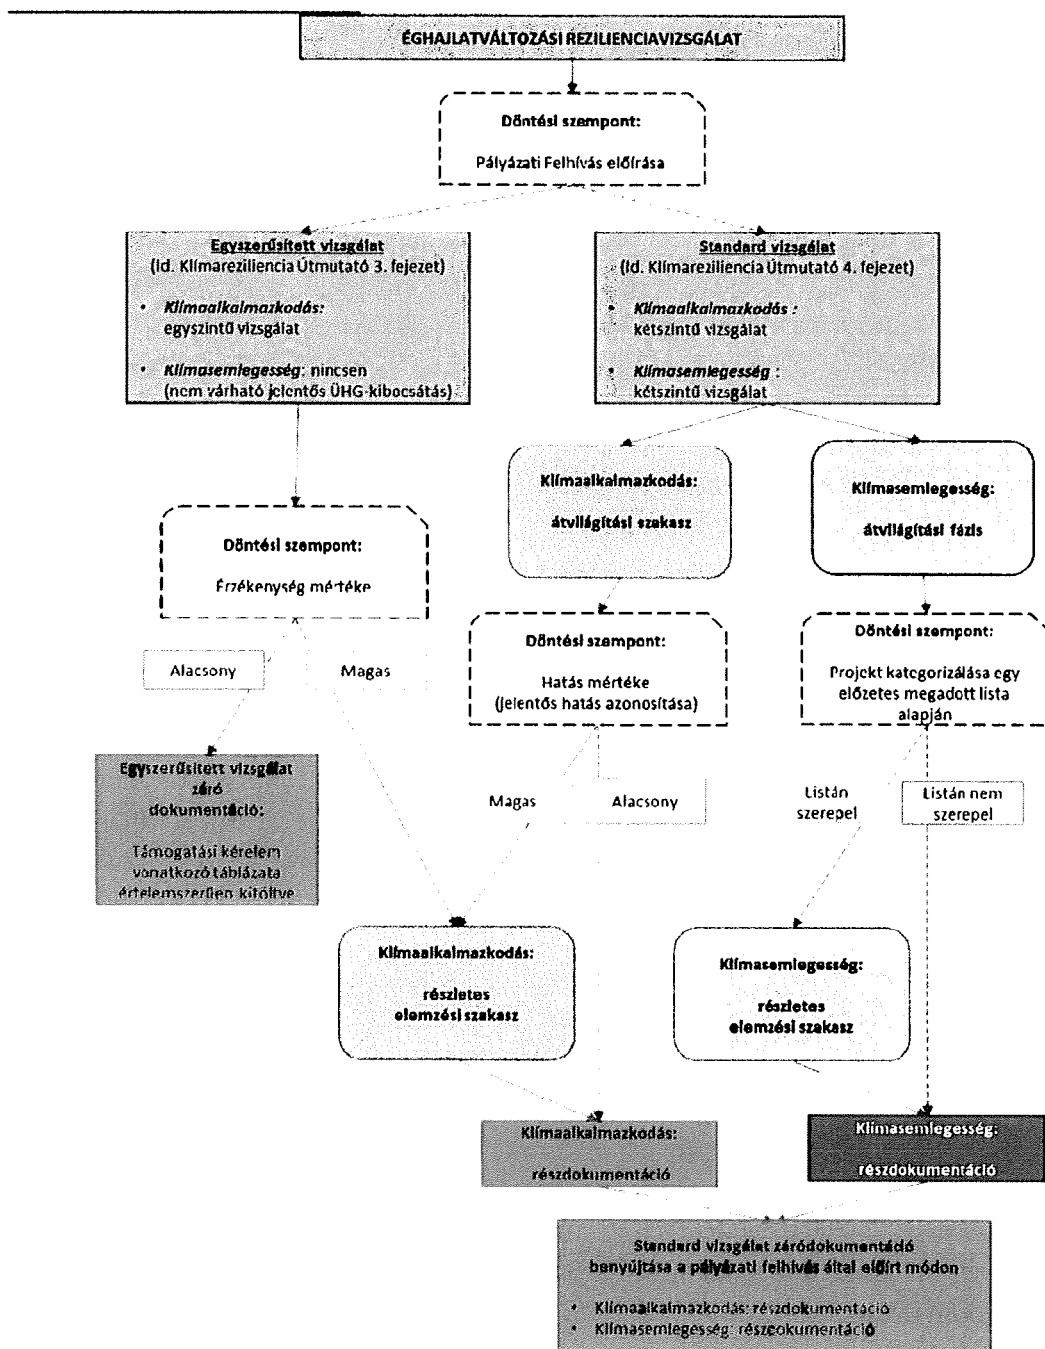 ÉGHAJLATVÁLTOZÁSI REZILIENCIAVIZSGÁLAT
Döntési szempont:
Pályázati Felhívás előírása
Egyszerűsített vizsgálat
(ld. Klímareziliencia Útmutató 3. fejezet)
• Klímaalkalmazkodás:
egyszintű vizsgálat
• Klímasemlegesség: nincsen
(nem várható jelentős ÜHG-kibocsátás)
Standard vizsgálat
(ld. Klímareziliencia Útmutató 4. fejezet)
• Klímaalkalmazkodás :
kétszintű vizsgálat
• Klímasemlegesség :
kétszintű vizsgálat
Klímaalkalmazkodás:
átvilágítási szakasz
Klímasemlegesség:
átvilágítási fázis
Döntési szempont:
Érzékenység mértéke
Döntési szempont:
Hatás mértéke
(jelentős hatás azonosítása)
Döntési szempont:
Projekt kategorizálása egy
előzetes megadott lista
alapján
Alacsony
Magas
Magas
Alacsony
Listán
szerepel
Listán nem
szerepel
Egyszerűsített vizsgálat
záró
dokumentáció:
Támogatási kérelem
vonatkozó táblázata
értelemszerűen kitöltve
Klímaalkalmazkodás:
részletes
elemzési szakasz
Klímasemlegesség:
részletes
elemzési szakasz
Klímaalkalmazkodás:
részdokumentáció
Klímasemlegesség:
részdokumentáció
Standard vizsgálat záródokumentáció
benyújtása a pályázati felhívás által előírt módon
• Klímaalkalmazkodás: részdokumentáció
• Klímasemlegesség: részdokumentáció